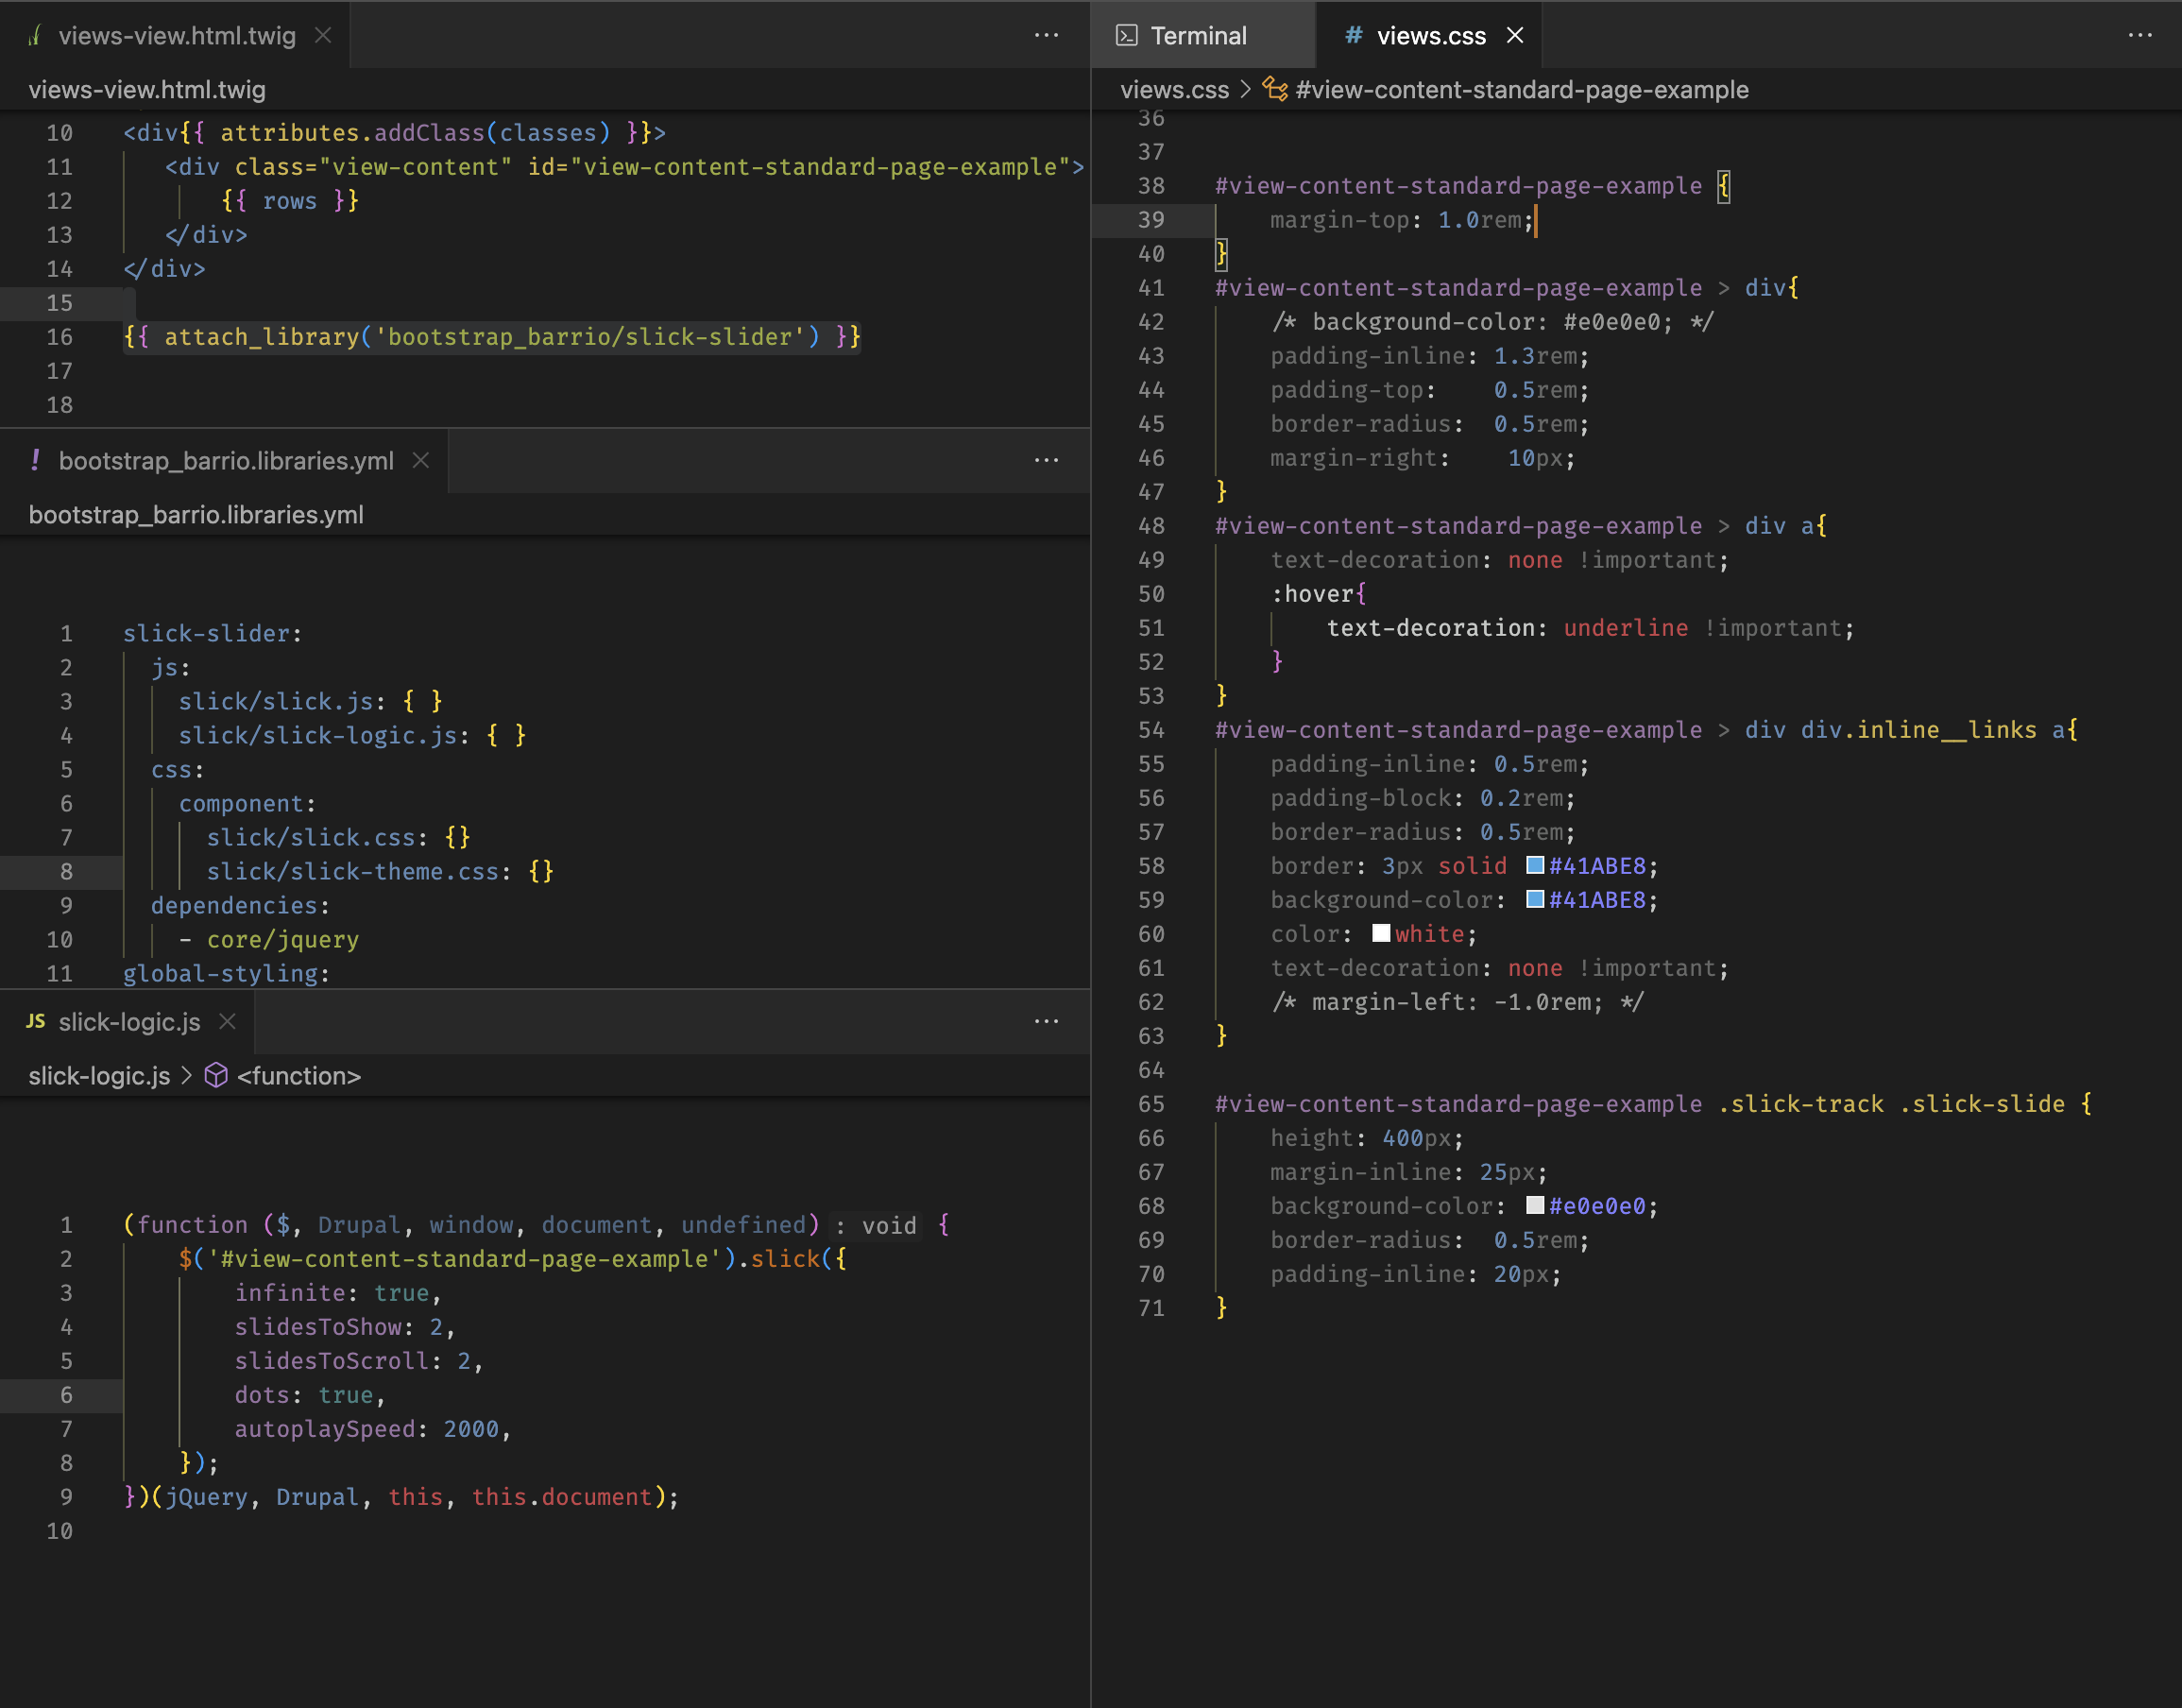 views-view.html.twig
views-view.html.twig
10 <div{{ attributes.addClass(classes) }}>
11 <div class="view-content" id="view-content-standard-page-example">
12 {{ rows }}
13 </div>
14 </div>
15
16 {{ attach_library('bootstrap_barrio/slick-slider') }}
17
18
bootstrap_barrio.libraries.yml
bootstrap_barrio.libraries.yml
1 slick-slider:
2 js:
3 slick/slick.js: { }
4 slick/slick-logic.js: { }
5 css:
6 component:
7 slick/slick.css: {}
8 slick/slick-theme.css: {}
9 dependencies:
10 - core/jquery
11 global-styling:
JS slick-logic.js
slick-logic.js > <function>
1 (function ($, Drupal, window, document, undefined) : void {
2 $('#view-content-standard-page-example').slick({
3 infinite: true,
4 slidesToShow: 2,
5 slidesToScroll: 2,
6 dots: true,
7 autoplaySpeed: 2000,
8 });
9 })(jQuery, Drupal, this, this.document);
10
Terminal
# views.css
views.css > #view-content-standard-page-example
36
37
38 #view-content-standard-page-example {
39 margin-top: 1.0rem;
40 }
41 #view-content-standard-page-example > div{
42 /* background-color: #e0e0e0; */
43 padding-inline: 1.3rem;
44 padding-top: 0.5rem;
45 border-radius: 0.5rem;
46 margin-right: 10px;
47 }
48 #view-content-standard-page-example > div a{
49 text-decoration: none !important;
50 :hover{
51 text-decoration: underline !important;
52 }
53 }
54 #view-content-standard-page-example > div div.inline__links a{
55 padding-inline: 0.5rem;
56 padding-block: 0.2rem;
57 border-radius: 0.5rem;
58 border: 3px solid #41ABE8;
59 background-color: #41ABE8;
60 color: white;
61 text-decoration: none !important;
62 /* margin-left: -1.0rem; */
63 }
64
65 #view-content-standard-page-example .slick-track .slick-slide {
66 height: 400px;
67 margin-inline: 25px;
68 background-color: #e0e0e0;
69 border-radius: 0.5rem;
70 padding-inline: 20px;
71 }